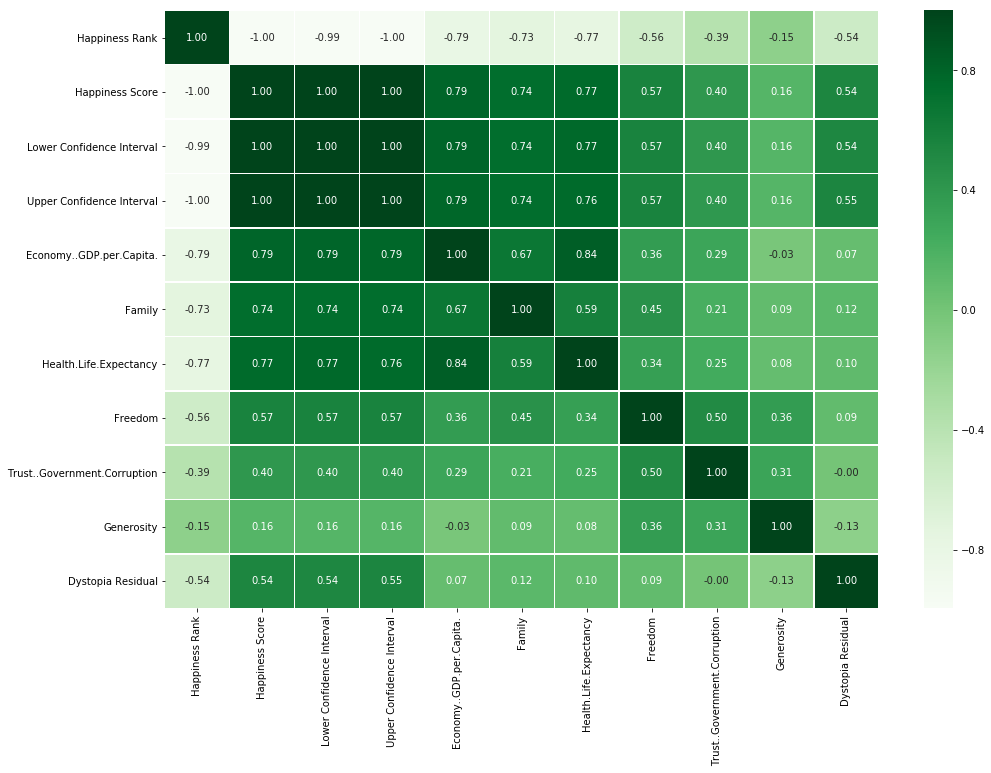 Happiness Rank 1.00 -1.00 -0.99 -1.00 -0.79 -0.73 -0.77 -0.56 -0.39 -0.15 -0.54
Happiness Score -1.00 1.00 1.00 1.00 0.79 0.74 0.77 0.57 0.40 0.16 0.54
Lower Confidence Interval -0.99 1.00 1.00 1.00 0.79 0.74 0.77 0.57 0.40 0.16 0.54
Upper Confidence Interval -1.00 1.00 1.00 1.00 0.79 0.74 0.76 0.57 0.40 0.16 0.55
Economy..GDP.per.Capita. -0.79 0.79 0.79 0.79 1.00 0.67 0.84 0.36 0.29 -0.03 0.07
Family -0.73 0.74 0.74 0.74 0.67 1.00 0.59 0.45 0.21 0.09 0.12
Health.Life.Expectancy -0.77 0.77 0.77 0.76 0.84 0.59 1.00 0.34 0.25 0.08 0.10
Freedom -0.56 0.57 0.57 0.57 0.36 0.45 0.34 1.00 0.50 0.36 0.09
Trust..Government.Corruption -0.39 0.40 0.40 0.40 0.29 0.21 0.25 0.50 1.00 0.31 -0.00
Generosity -0.15 0.16 0.16 0.16 -0.03 0.09 0.08 0.36 0.31 1.00 -0.13
Dystopia Residual -0.54 0.54 0.54 0.55 0.07 0.12 0.10 0.09 -0.00 -0.13 1.00
Happiness Rank
Happiness Score
Lower Confidence Interval
Upper Confidence Interval
Economy..GDP.per.Capita.
Family
Health.Life.Expectancy
Freedom
Trust..Government.Corruption
Generosity
Dystopia Residual
0.8
0.4
0.0
−0.4
−0.8